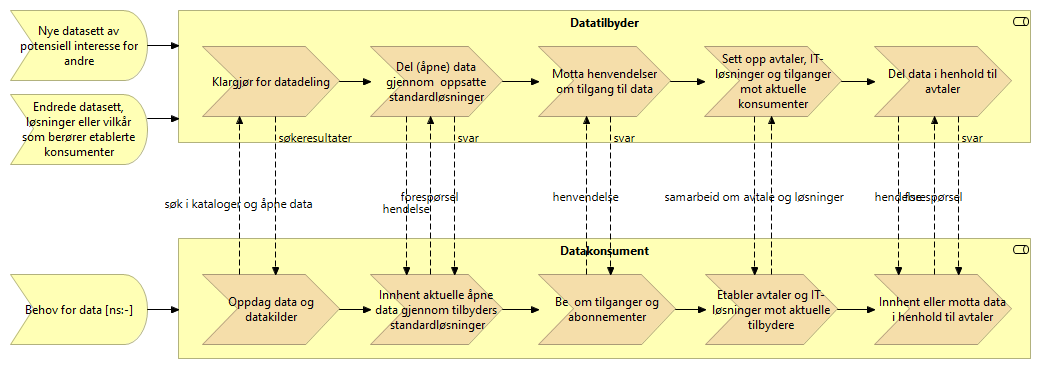 Nye datasett av
potensiell interesse for
andre
Endrede datasett,
løsninger eller vilkår
som berører etablerte
konsumenter
Datatilbyder
Klargjør for datadeling
Del (åpne) data
gjennom oppsatte
standardløsninger
Motta henvendelser
om tilgang til data
Sett opp avtaler, IT-
løsninger og tilganger
mot aktuelle
konsumenter
Del data i henhold til
avtaler
søkeresultater
svar
svar
svar
søk i kataloger og åpne data
forespørsel
hendelse
henvendelse
samarbeid om avtale og løsninger
hendelse
forespørsel
Datakonsument
Behov for data [ns:-]
Oppdag data og
datakilder
Innhent aktuelle åpne
data gjennom tilbyders
standardløsninger
Be om tilganger og
abonnementer
Etabler avtaler og IT-
løsninger mot aktuelle
tilbydere
Innhent eller motta data
i henhold til avtaler